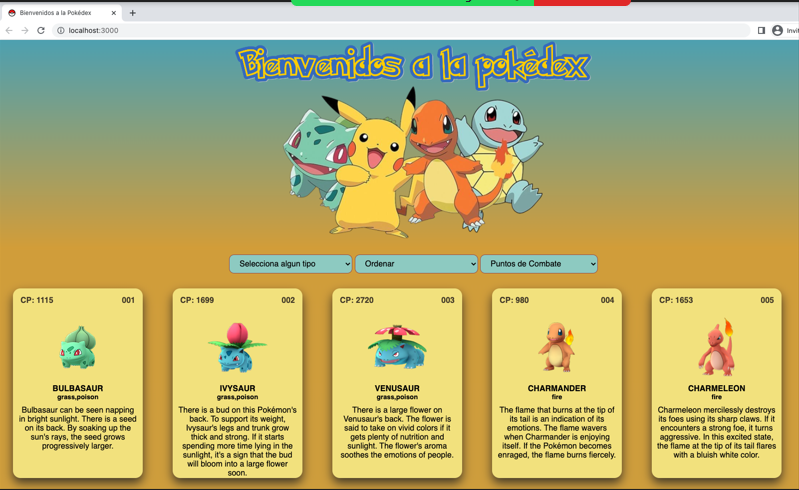 Bienvenidos a la Pokédex
localhost:3000
Bienvenidos a la pokédex
Selecciona algun tipo
Ordenar
Puntos de Combate
CP: 1115 001
BULBASAUR
grass,poison
Bulbasaur can be seen napping
in bright sunlight. There is a seed
on its back. By soaking up the
sun's rays, the seed grows
progressively larger.
CP: 1699 002
IVYSAUR
grass,poison
There is a bud on this Pokémon's
back. To support its weight,
Ivysaur's legs and trunk grow
thick and strong. If it starts
spending more time lying in the
sunlight, it's a sign that the bud
will bloom into a large flower
soon.
CP: 2720 003
VENUSAUR
grass,poison
There is a large flower on
Venusaur's back. The flower is
said to take on vivid colors if it
gets plenty of nutrition and
sunlight. The flower's aroma
soothes the emotions of people.
CP: 980 004
CHARMANDER
fire
The flame that burns at the tip of
its tail is an indication of its
emotions. The flame wavers
when Charmander is enjoying
itself. If the Pokémon becomes
enraged, the flame burns fiercely.
CP: 1653 005
CHARMELEON
fire
Charmeleon mercilessly destroys
its foes using its sharp claws. If it
encounters a strong foe, it turns
aggressive. In this excited state,
the flame at the tip of its tail flares
with a bluish white color.